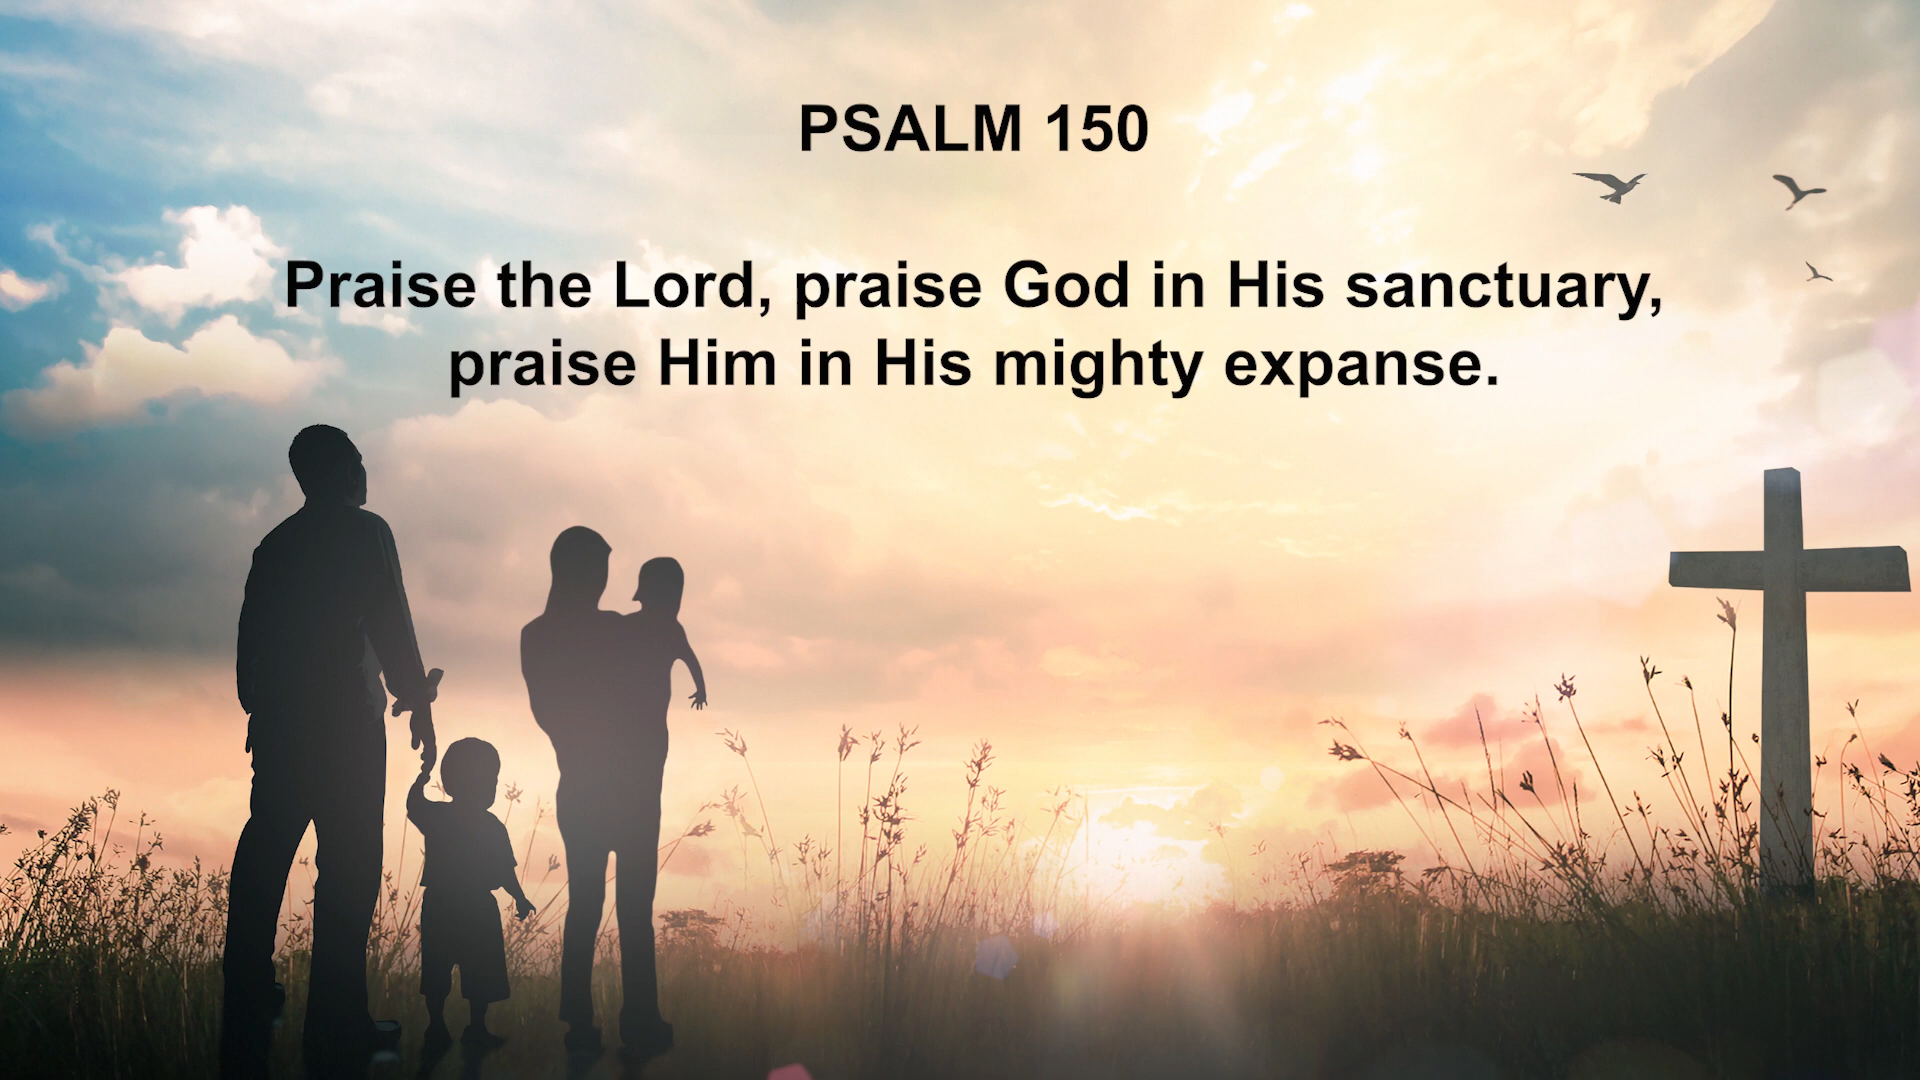 PSALM 150
Praise the Lord, praise God in His sanctuary,
praise Him in His mighty expanse.